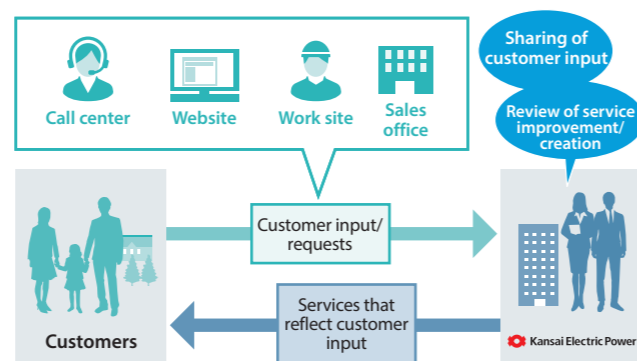 Call center
Website
Work site
Sales
office
Sharing of
customer input
Review of service
improvement/
creation
Customer input/
requests
Services that
reflect customer
input
Customers
Kansai Electric Power